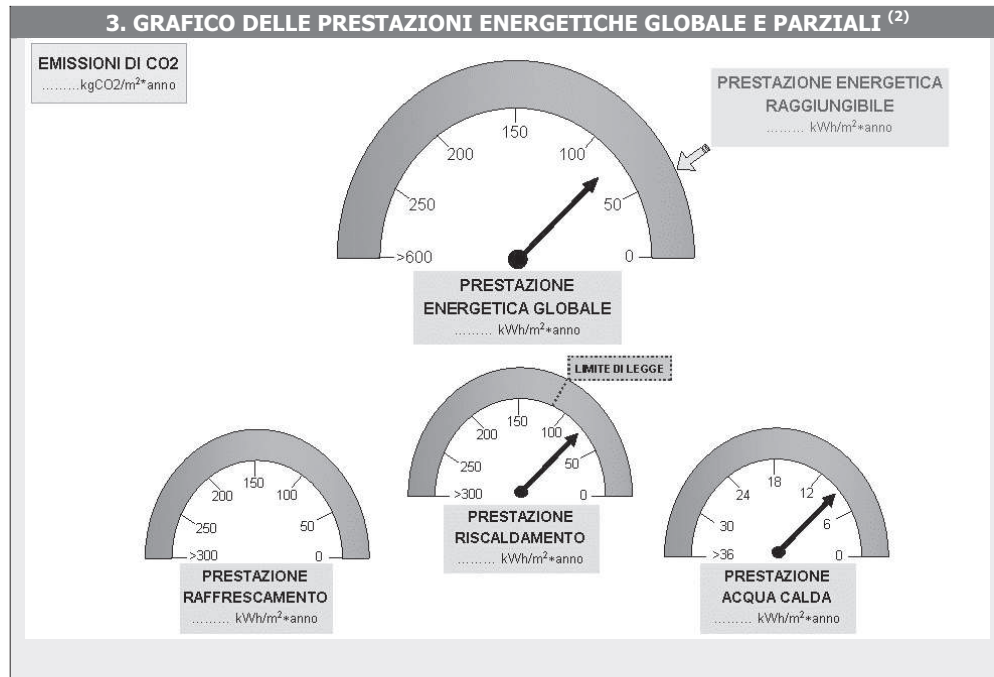 3. GRAFICO DELLE PRESTAZIONI ENERGETICHE GLOBALE E PARZIALI (2)
EMISSIONI DI CO2
.........kgCO2/m²*anno
PRESTAZIONE ENERGETICA
RAGGIUNGIBILE
......... kWh/m²*anno
150
200
100
250
50
>600
0
PRESTAZIONE
ENERGETICA GLOBALE
......... kWh/m²*anno
LIMITE DI LEGGE
150
200
100
250
50
>300
0
PRESTAZIONE
RISCALDAMENTO
......... kWh/m²*anno
150
200
100
250
50
>300
0
PRESTAZIONE
RAFFRESCAMENTO
......... kWh/m²*anno
18
24
12
30
6
>36
0
PRESTAZIONE
ACQUA CALDA
......... kWh/m²*anno